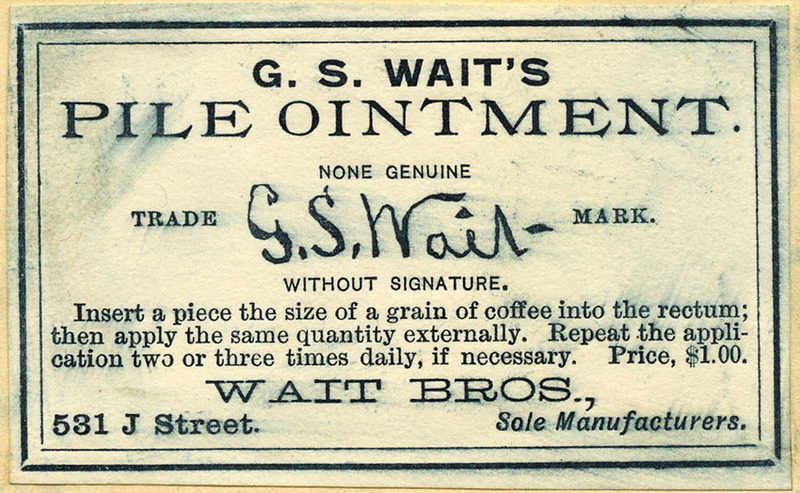 G. S. WAIT'S
PILE OINTMENT.
NONE GENUINE
TRADE G.S. Wait MARK.
WITHOUT SIGNATURE.
Insert a piece the size of a grain of coffee into the rectum;
then apply the same quantity externally. Repeat the appli-
cation two or three times daily, if necessary. Price, $1.00.
WAIT BROS.,
531 J Street. Sole Manufacturers.